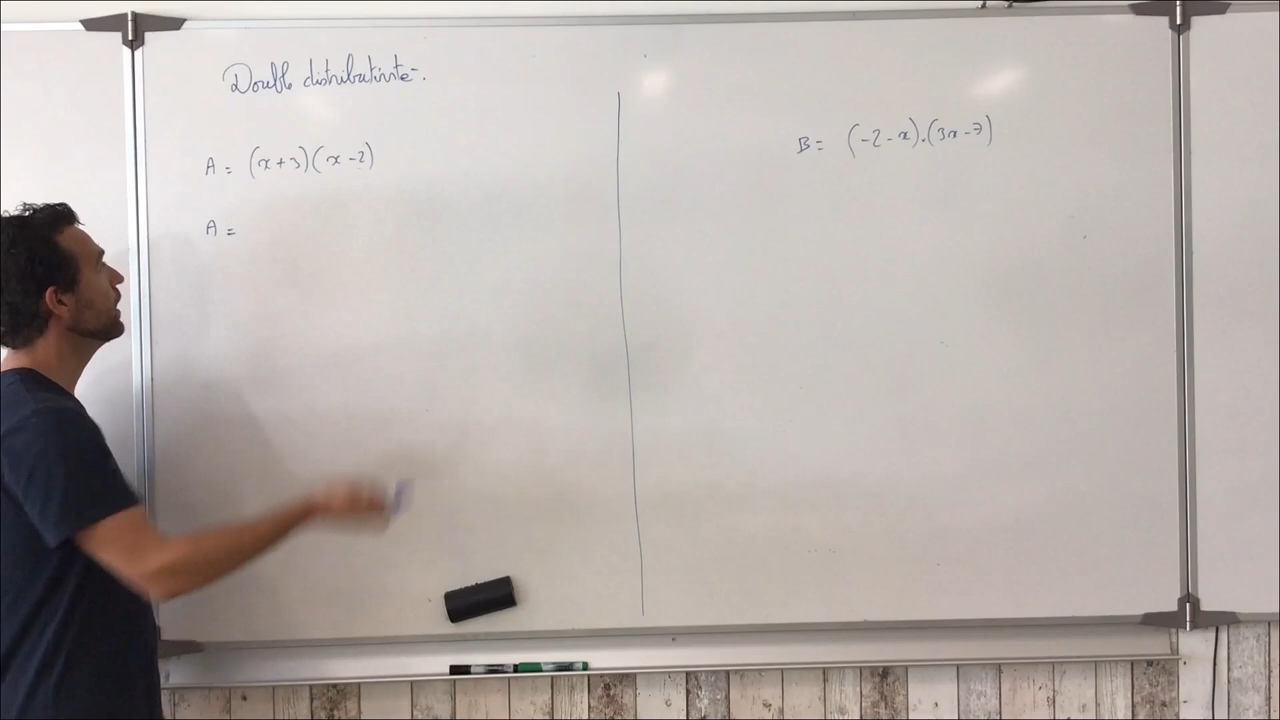 Double distributivité.
A = (x+3)(x-2)
A =
B = (-2-x).(3x-7)